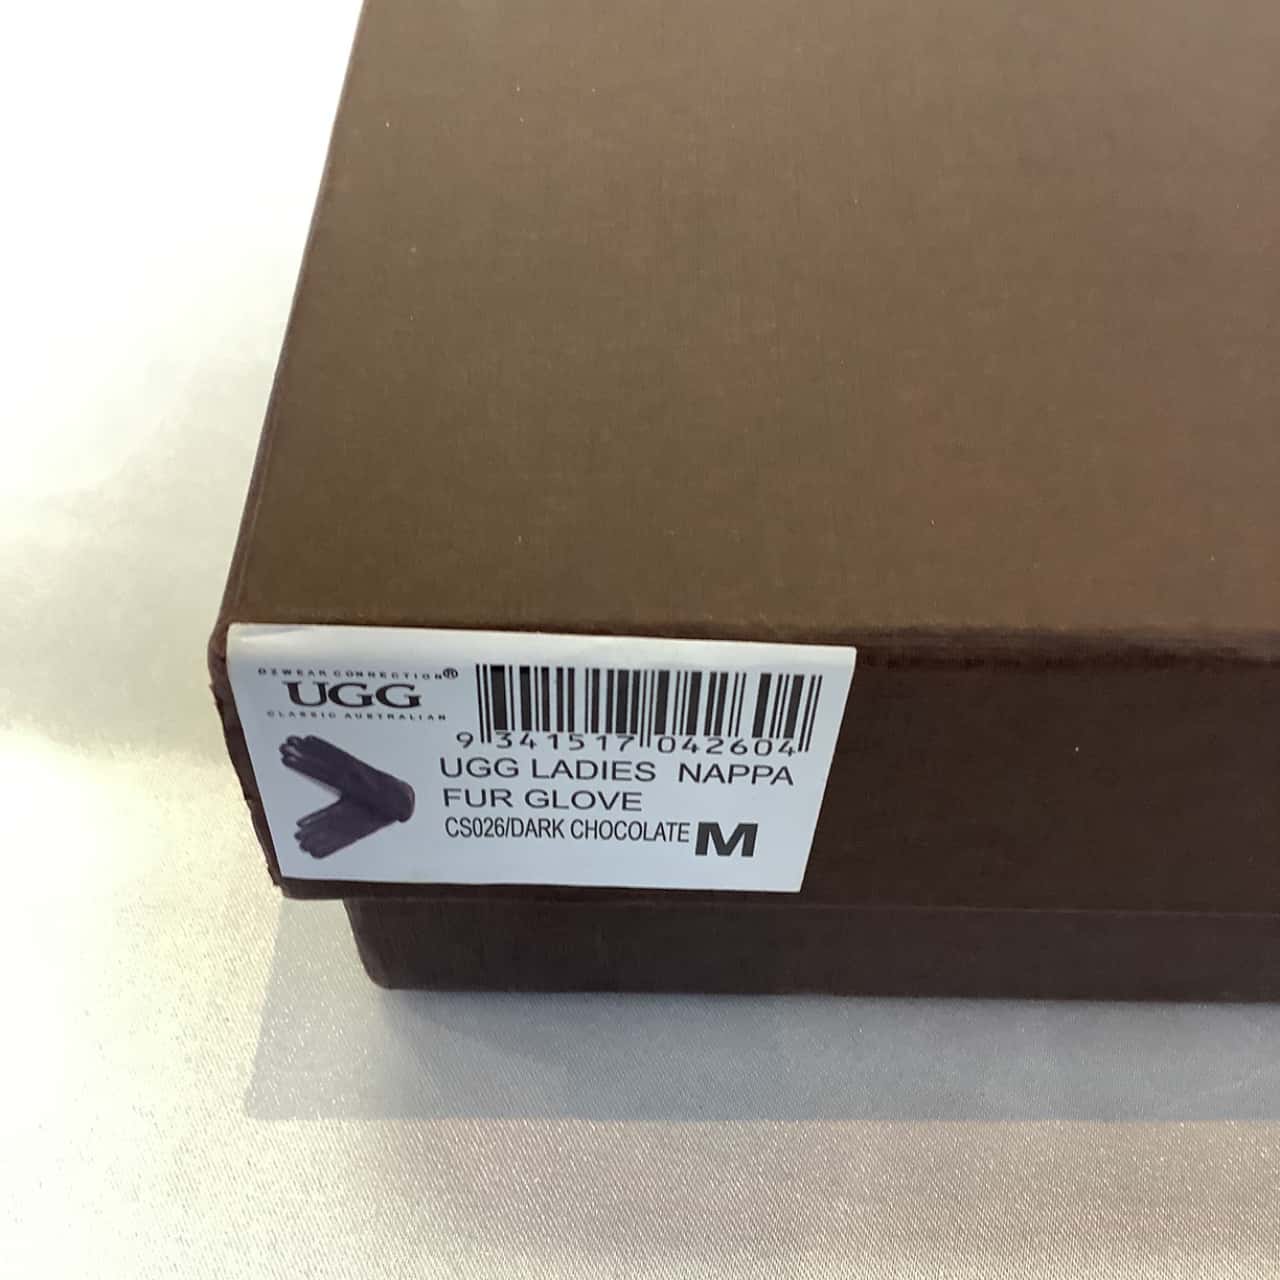 OZWEAR CONNECTION®
UGG
CLASSIC AUSTRALIAN
9 341517 042604
UGG LADIES NAPPA
FUR GLOVE
CS026/DARK CHOCOLATE M